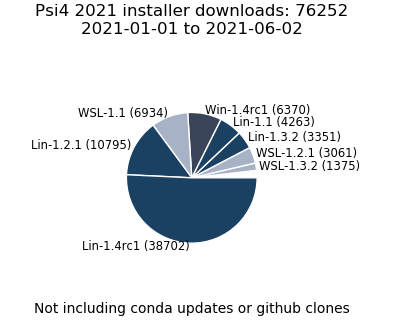 Psi4 2021 installer downloads: 76252
2021-01-01 to 2021-06-02
WSL-1.1 (6934)
Win-1.4rc1 (6370)
Lin-1.1 (4263)
Lin-1.3.2 (3351)
Lin-1.2.1 (10795)
WSL-1.2.1 (3061)
WSL-1.3.2 (1375)
Lin-1.4rc1 (38702)
Not including conda updates or github clones